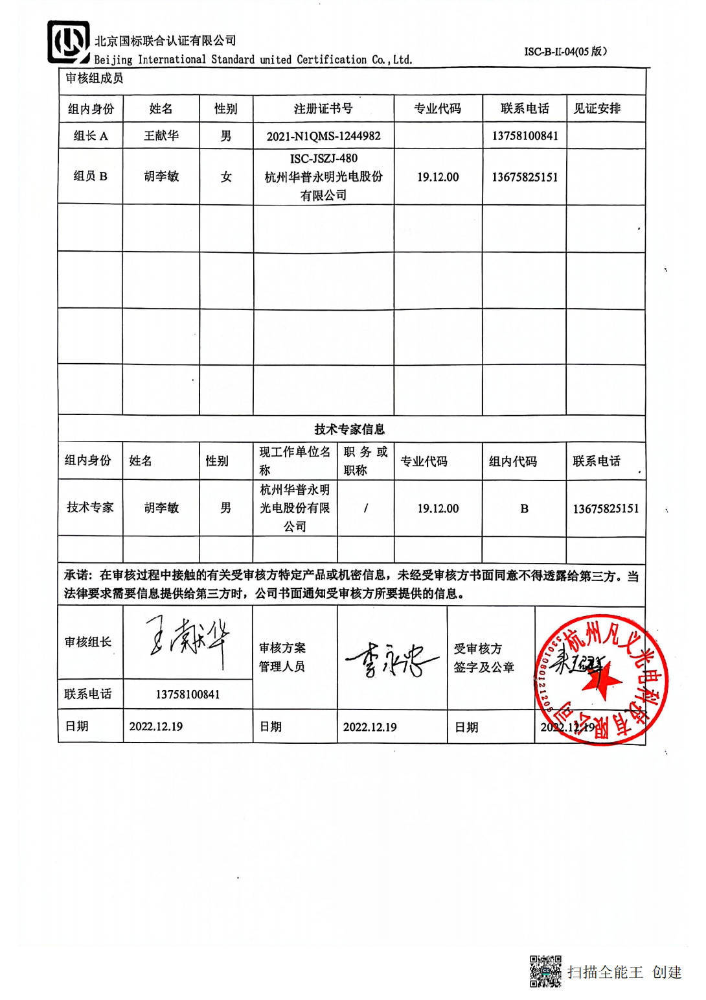 北京国标联合认证有限公司
Beijing International Standard united Certification Co.,Ltd.
ISC-B-II-04(05 版)
审核组成员
组内身份 姓名 性别 注册证书号 专业代码 联系电话 见证安排
组长 A 王献华 男 2021-N1QMS-1244982 13758100841
ISC-JSZJ-480
组员 B 胡李敏 女 杭州华普永明光电股份 19.12.00 13675825151
有限公司
技术专家信息
组内身份 姓名 性别 现工作单位名 职 务 或 专业代码 组内代码 联系电话
称 职称
杭州华普永明
技术专家 胡李敏 男 光电股份有限 / 19.12.00 B 13675825151
公司
承诺：在审核过程中接触的有关受审核方特定产品或机密信息，未经受审核方书面同意不得透露给第三方。当
法律要求需要信息提供给第三方时，公司书面通知受审核方所要提供的信息。
审核组长 王献华 审核方案 李永忠 受审核方
管理人员 签字及公章
杭州凡义光电科技有限公司
3301080121205
联系电话 13758100841
日期 2022.12.19 日期 2022.12.19 日期 2022.12.19
扫描全能王 创建